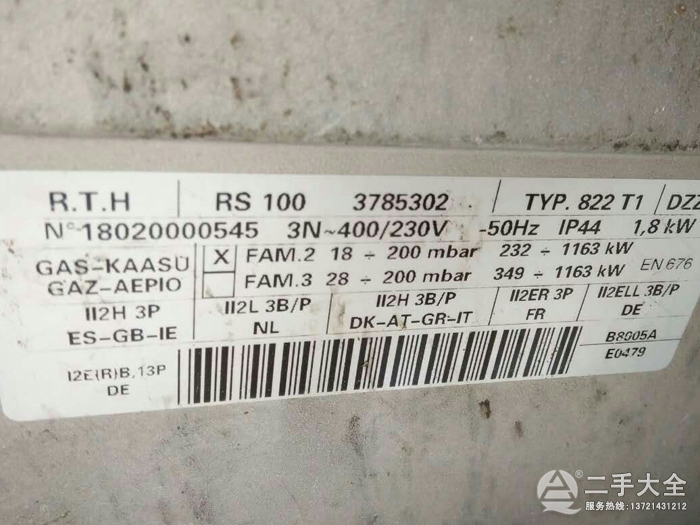 R.T.H RS 100 3785302 TYP. 822 T1 DZZ
N° 18020000545 3N~400/230V -50Hz IP44 1,8 kW
GAS-KAASU X FAM.2 18 ÷ 200 mbar 232 ÷ 1163 kW EN 676
GAZ-AEPIO FAM.3 28 ÷ 200 mbar 349 ÷ 1163 kW
II2H 3P II2L 3B/P II2H 3B/P II2ER 3P II2ELL 3B/P
ES-GB-IE NL DK-AT-GR-IT FR DE
I2E(R)B,I3P B8005A
DE E0479
二手大全
服务热线:13721431212